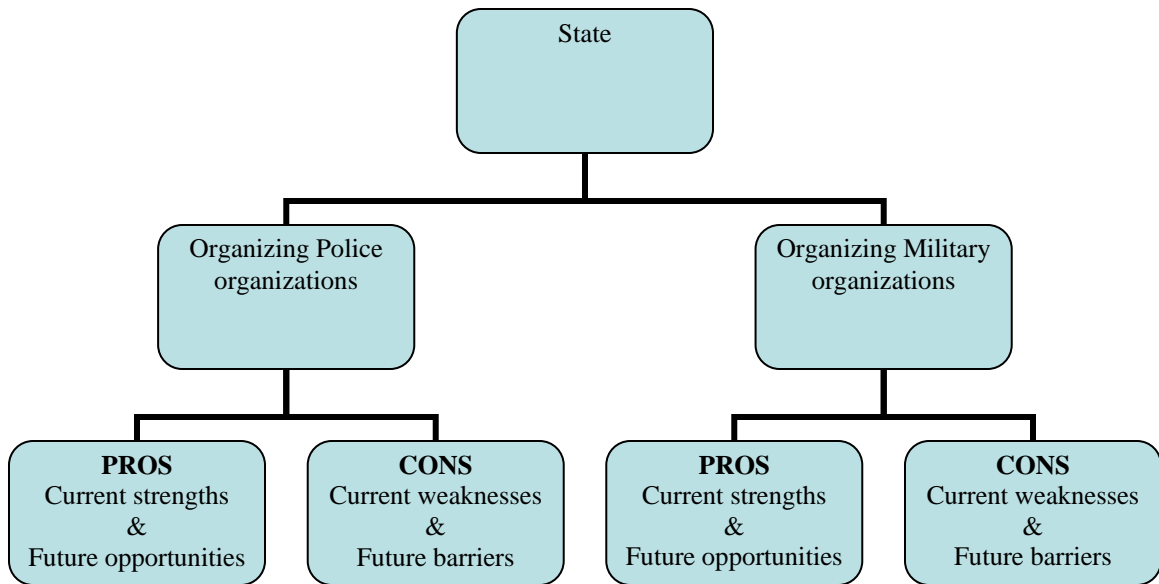 State
Organizing Police
organizations
Organizing Military
organizations
PROS
Current strengths
&
Future opportunities
CONS
Current weaknesses
&
Future barriers
PROS
Current strengths
&
Future opportunities
CONS
Current weaknesses
&
Future barriers